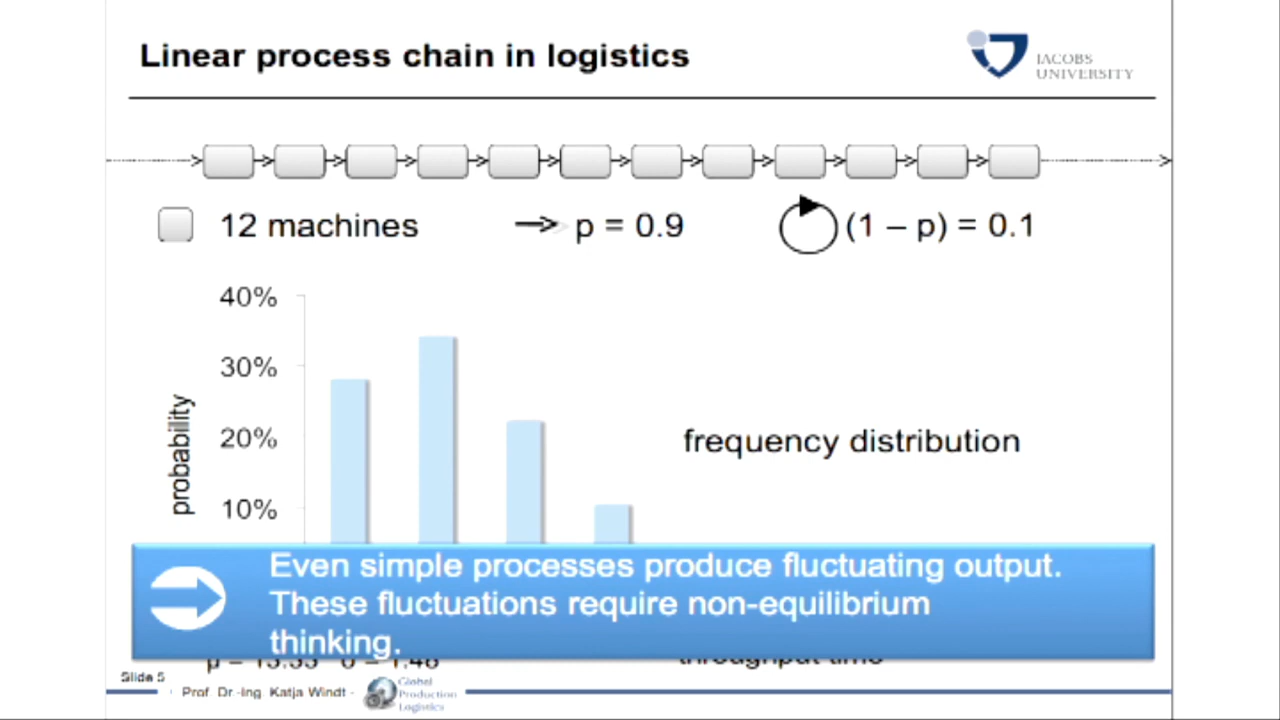 Linear process chain in logistics
JACOBS
UNIVERSITY
12 machines
p = 0.9
(1 – p) = 0.1
40%
30%
20%
10%
probability
frequency distribution
Even simple processes produce fluctuating output.
These fluctuations require non-equilibrium
thinking.
throughput time
Slide 5
Prof. Dr.-Ing. Katja Windt -
Global
Production
Logistics